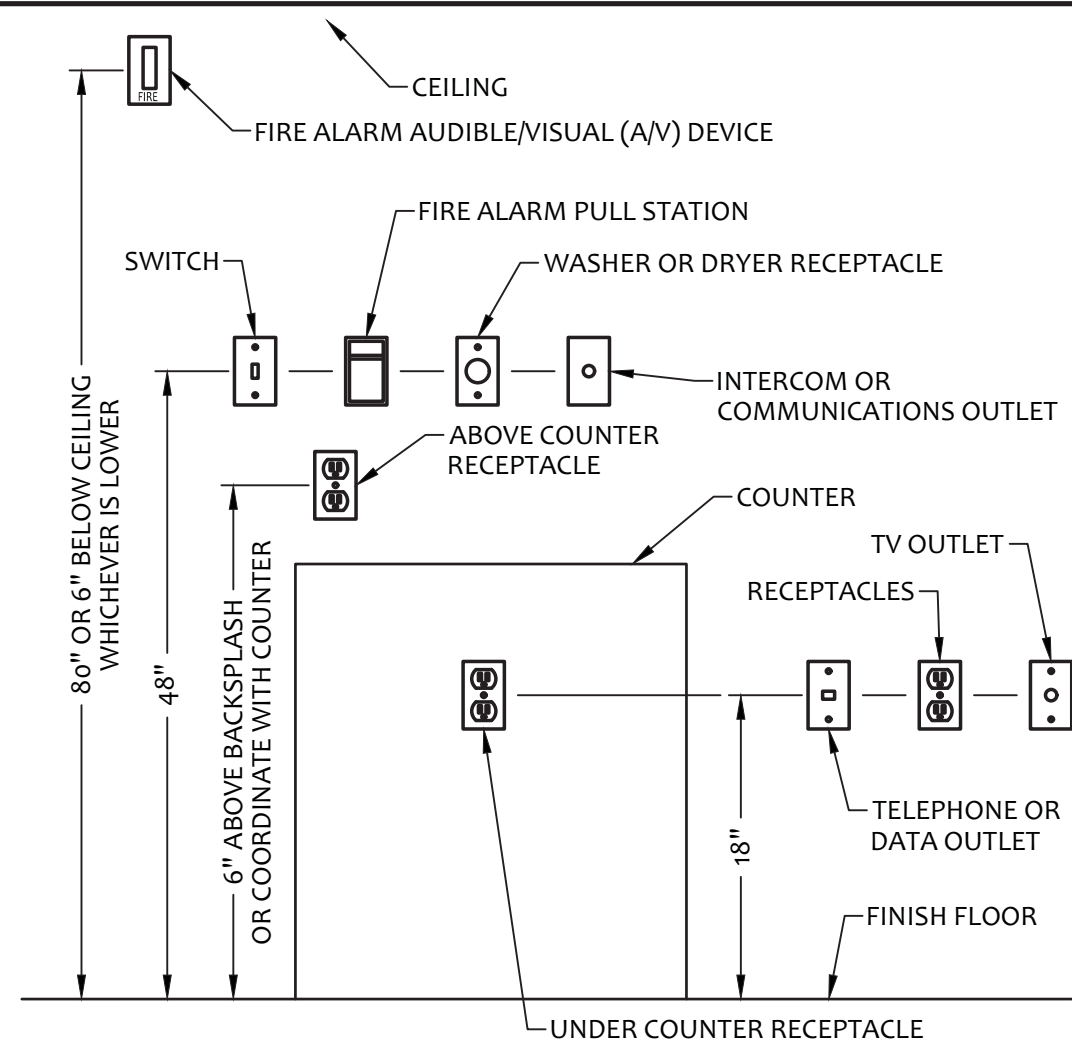 CEILING
FIRE
FIRE ALARM AUDIBLE/VISUAL (A/V) DEVICE
FIRE ALARM PULL STATION
SWITCH
WASHER OR DRYER RECEPTACLE
INTERCOM OR
COMMUNICATIONS OUTLET
ABOVE COUNTER
RECEPTACLE
COUNTER
TV OUTLET
RECEPTACLES
80" OR 6" BELOW CEILING
WHICHEVER IS LOWER
48"
6" ABOVE BACKSPLASH
OR COORDINATE WITH COUNTER
18"
TELEPHONE OR
DATA OUTLET
FINISH FLOOR
UNDER COUNTER RECEPTACLE